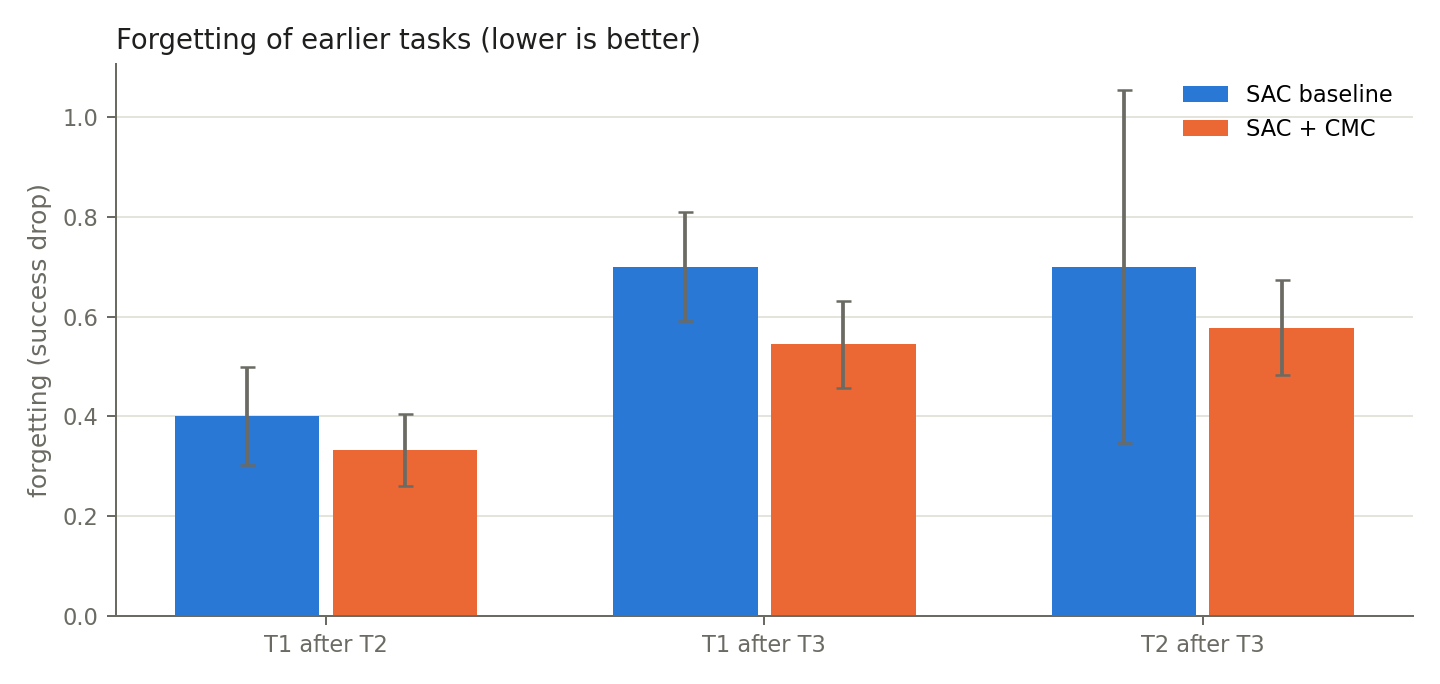 Forgetting of earlier tasks (lower is better)
SAC baseline
SAC + CMC
forgetting (success drop)
1.0
0.8
0.6
0.4
0.2
0.0
T1 after T2
T1 after T3
T2 after T3